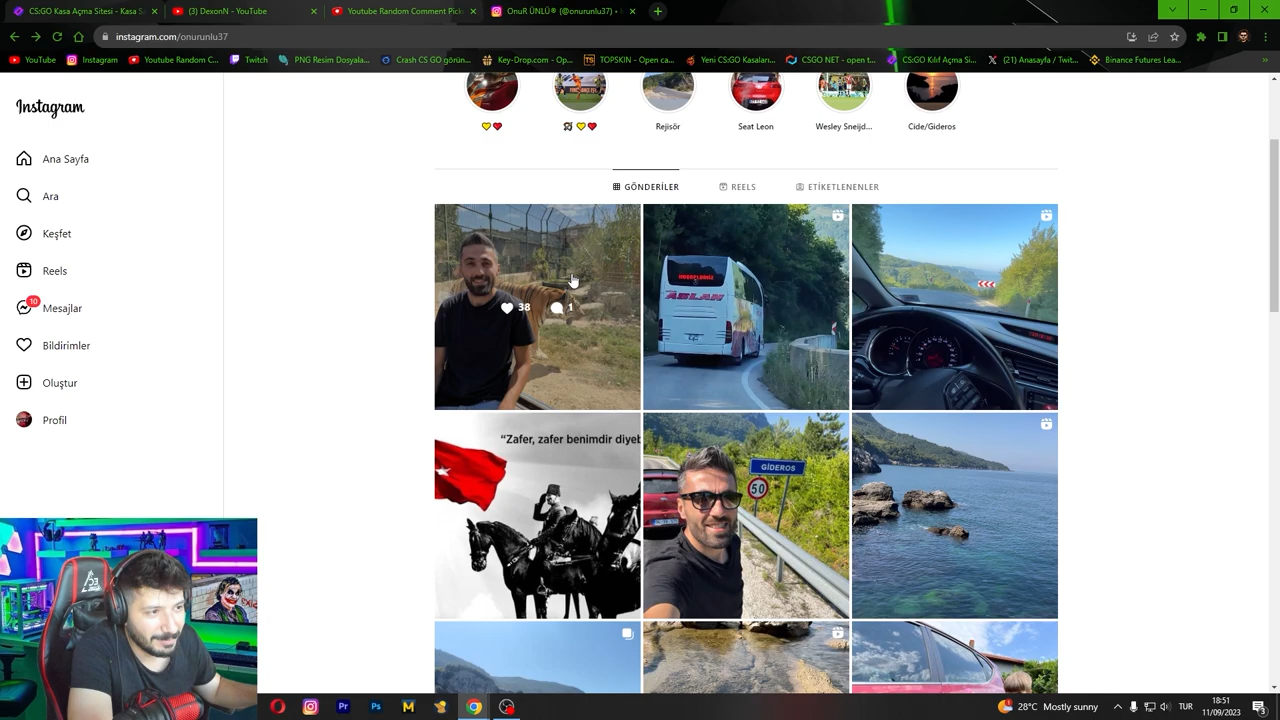 CS:GO Kasa Açma Sitesi - Kasa S
(3) DexonN - YouTube
Youtube Random Comment Picke
OnuR ÜNLÜ® (@onurunlu37) •
instagram.com/onurunlu37
YouTube
Instagram
Youtube Random C...
Twitch
PNG Resim Dosyala...
Crash CS GO görün...
Key-Drop.com - Op...
TOPSKIN - Open ca...
Yeni CS:GO Kasaları...
CSGO NET - open t...
CS:GO Kılıf Açma Si...
(21) Anasayfa / Twit...
Binance Futures Lea...
Instagram
Rejisör
Seat Leon
Wesley Sneijd...
Cide/Gideros
GÖNDERİLER
REELS
ETİKETLENENLER
Ana Sayfa
Ara
Keşfet
Reels
10
Mesajlar
Bildirimler
Oluştur
Profil
38
1
ASLAN
"Zafer, zafer benimdir diyeb
GİDEROS
50
28°C Mostly sunny
TUR
18:51
11/09/2023